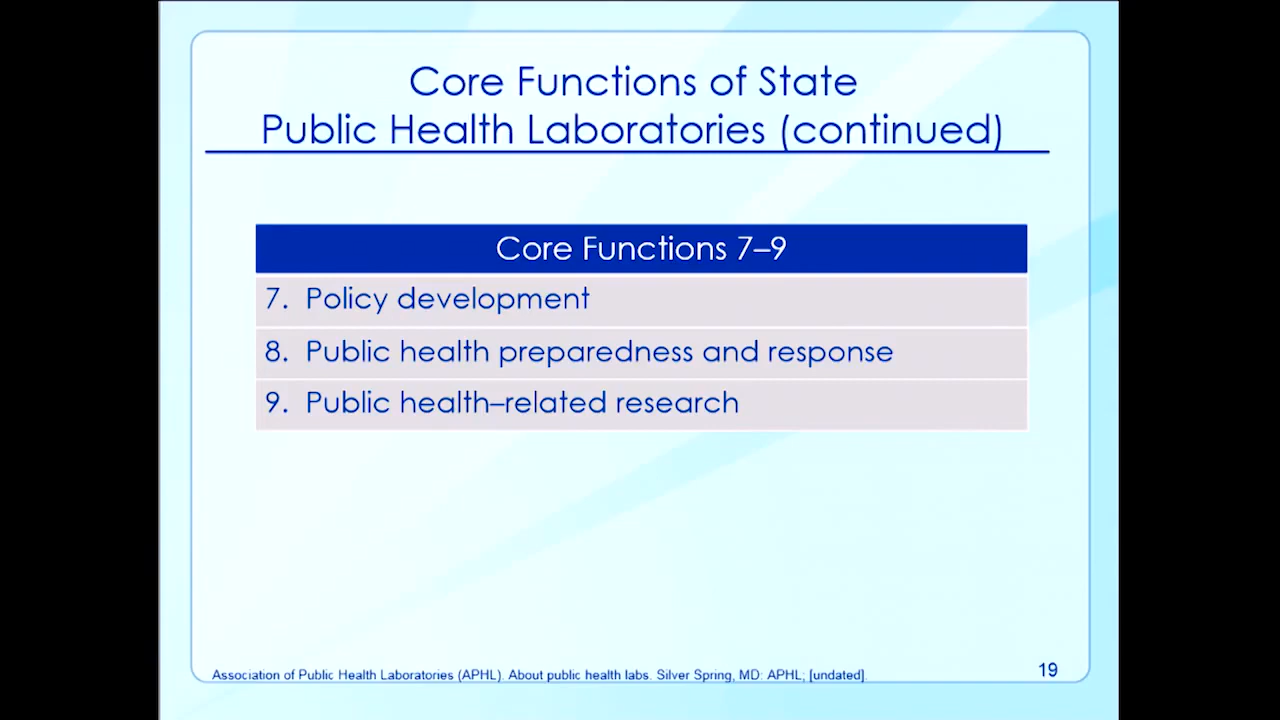 Core Functions of State
Public Health Laboratories (continued)
Core Functions 7–9
7. Policy development
8. Public health preparedness and response
9. Public health–related research
Association of Public Health Laboratories (APHL). About public health labs. Silver Spring, MD: APHL; [undated].
19